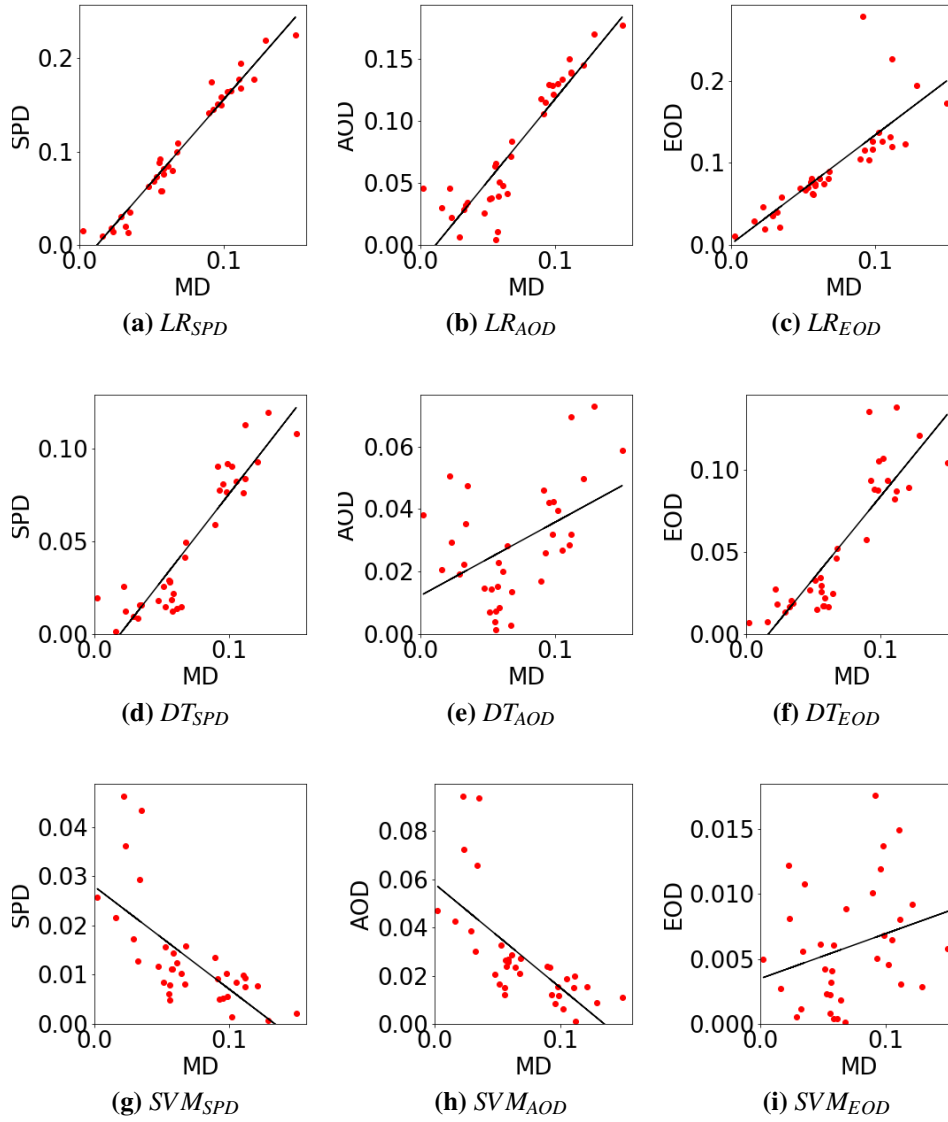 SPD
0.2
0.1
0.0
0.0
0.1
MD
(a) LR_SPD
AOD
0.15
0.10
0.05
0.00
0.0
0.1
MD
(b) LR_AOD
EOD
0.2
0.1
0.0
0.0
0.1
MD
(c) LR_EOD
SPD
0.10
0.05
0.00
0.0
0.1
MD
(d) DT_SPD
AOD
0.06
0.04
0.02
0.00
0.0
0.1
MD
(e) DT_AOD
EOD
0.10
0.05
0.00
0.0
0.1
MD
(f) DT_EOD
SPD
0.04
0.03
0.02
0.01
0.00
0.0
0.1
MD
(g) SVM_SPD
AOD
0.08
0.06
0.04
0.02
0.00
0.0
0.1
MD
(h) SVM_AOD
EOD
0.015
0.010
0.005
0.000
0.0
0.1
MD
(i) SVM_EOD